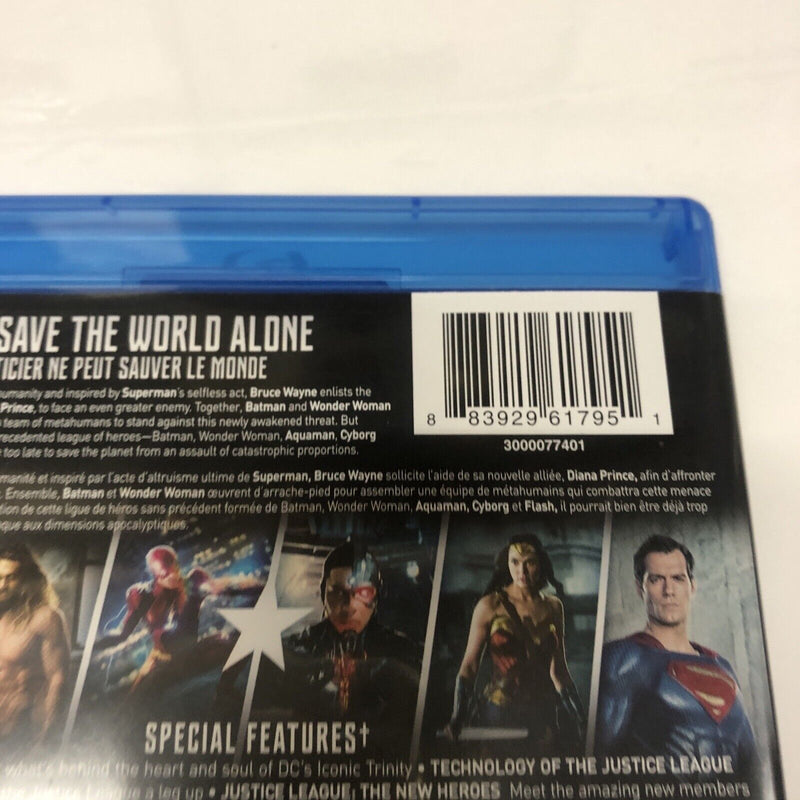 SAVE THE WORLD ALONE
TICIER NE PEUT SAUVER LE MONDE
humanity and inspired by Superman's selfless act, Bruce Wayne enlists the
Prince, to face an even greater enemy. Together, Batman and Wonder Woman
team of metahumans to stand against this newly awakened threat. But
recedented league of heroes—Batman, Wonder Woman, Aquaman, Cyborg
too late to save the planet from an assault of catastrophic proportions.
8 83929 61795 1
3000077401
manité et inspiré par l'acte d'altruisme ultime de Superman, Bruce Wayne sollicite l'aide de sa nouvelle alliée, Diana Prince, afin d'affronter
. Ensemble, Batman et Wonder Woman œuvrent d'arrache-pied pour assembler une équipe de métahumains qui combattra cette menace
tion de cette ligue de héros sans précédent formée de Batman, Wonder Woman, Aquaman, Cyborg et Flash, il pourrait bien être déjà trop
que aux dimensions apocalyptiques.
SPECIAL FEATURES†
what's behind the heart and soul of DC's Iconic Trinity • TECHNOLOGY OF THE JUSTICE LEAGUE
the Justice League a leg up • JUSTICE LEAGUE: THE NEW HEROES Meet the amazing new members